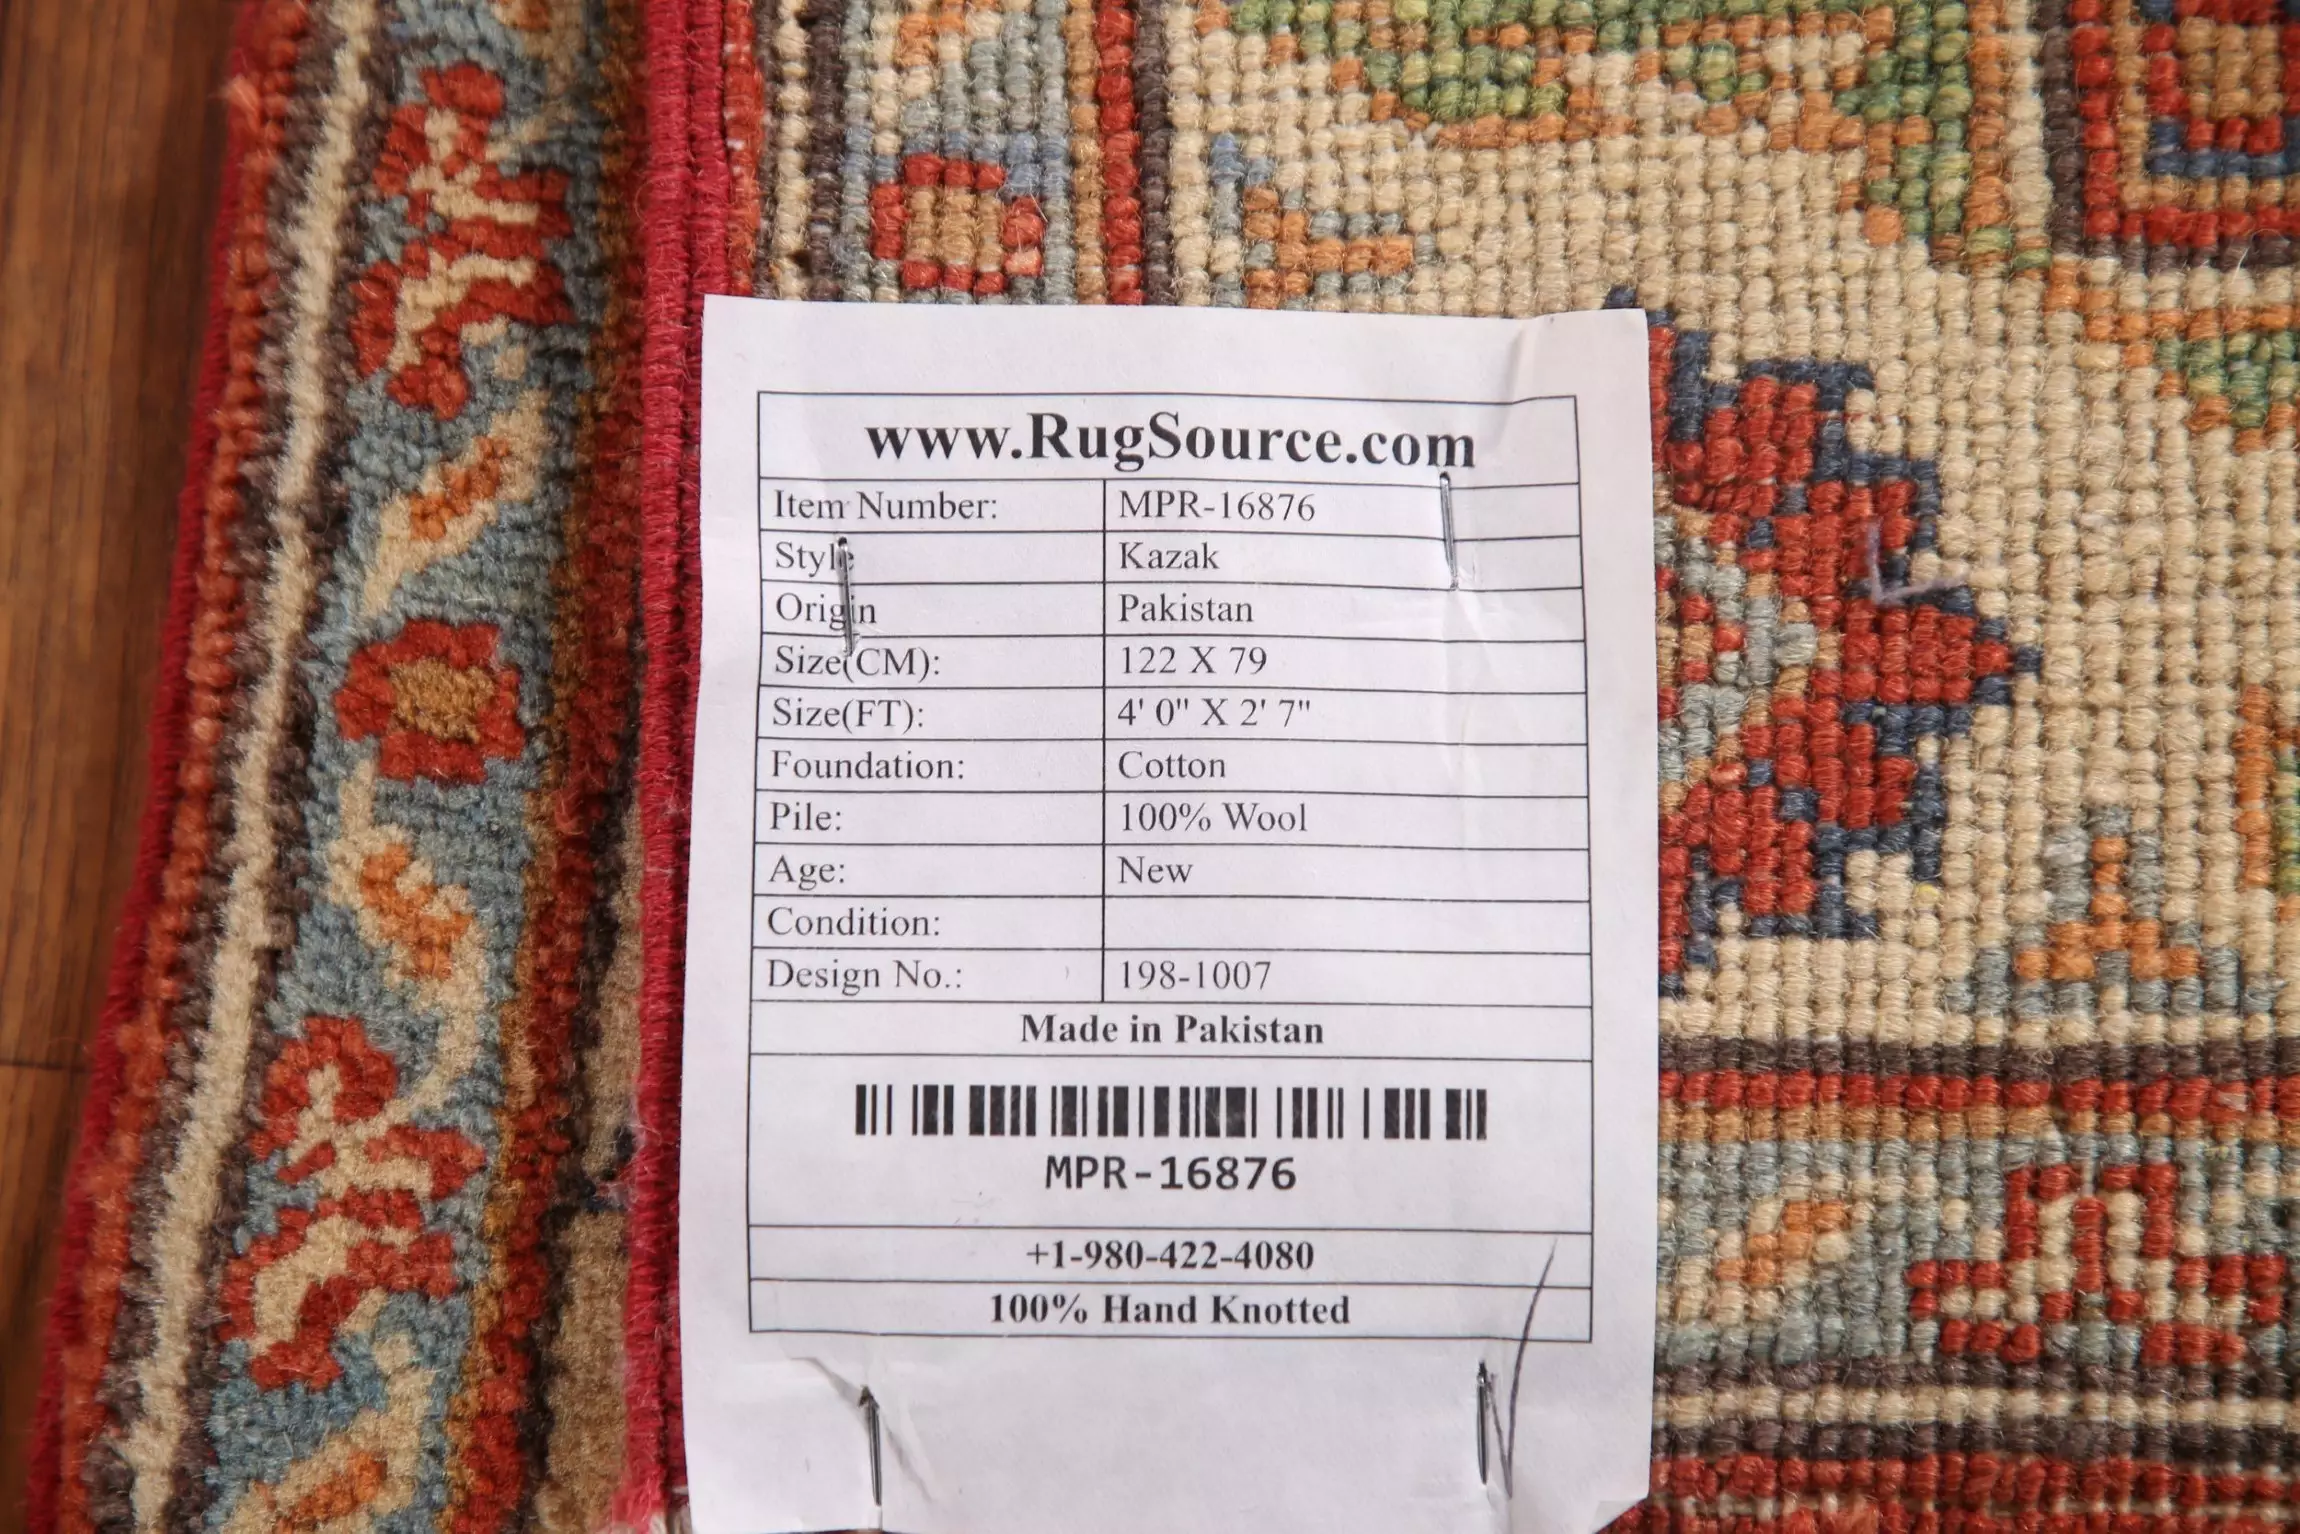 www.RugSource.com
Item Number: MPR-16876
Style Kazak
Origin Pakistan
Size(CM): 122 X 79
Size(FT): 4' 0" X 2' 7"
Foundation: Cotton
Pile: 100% Wool
Age: New
Condition:
Design No.: 198-1007
Made in Pakistan
MPR-16876
+1-980-422-4080
100% Hand Knotted